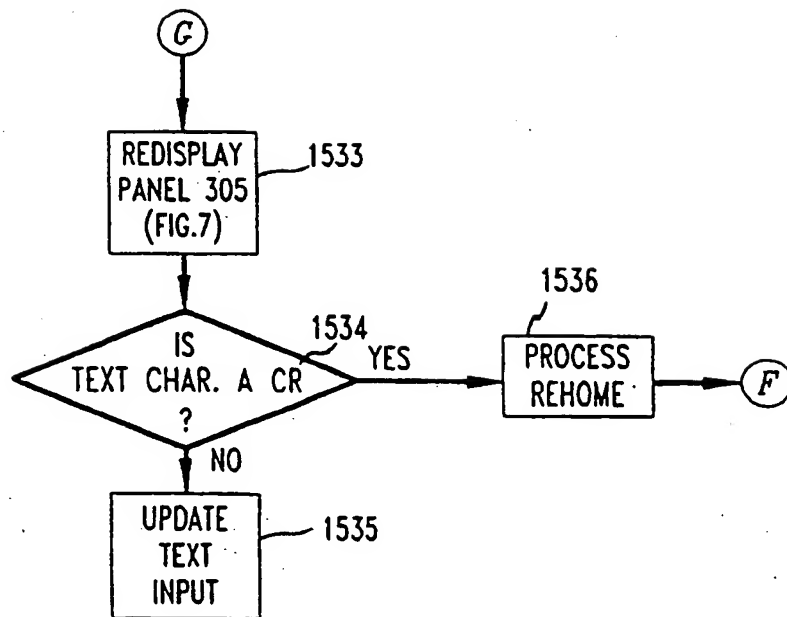 G
REDISPLAY
PANEL 305
(FIG.7)
1533
IS
TEXT CHAR. A CR
?
1534
YES
1536
PROCESS
REHOME
F
NO
UPDATE
TEXT
INPUT
1535